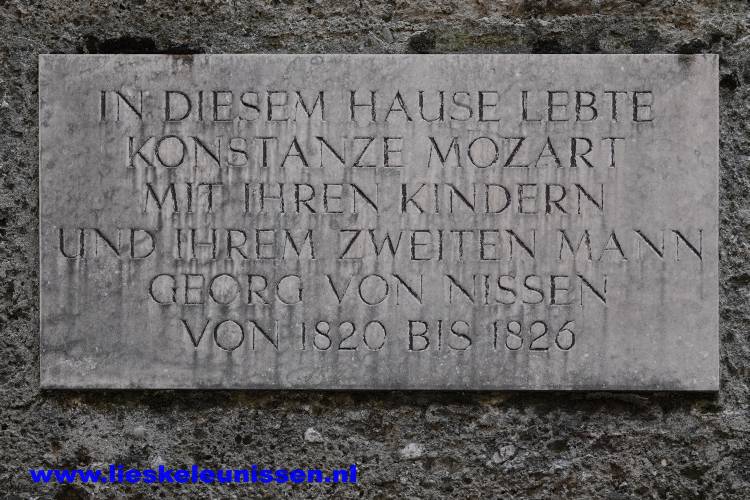 IN DIESEM HAUSE LEBTE
KONSTANZE MOZART
MIT IHREN KINDERN
UND IHREM ZWEITEN MANN
GEORG VON NISSEN
VON 1820 BIS 1826
www.lieskeleunissen.nl